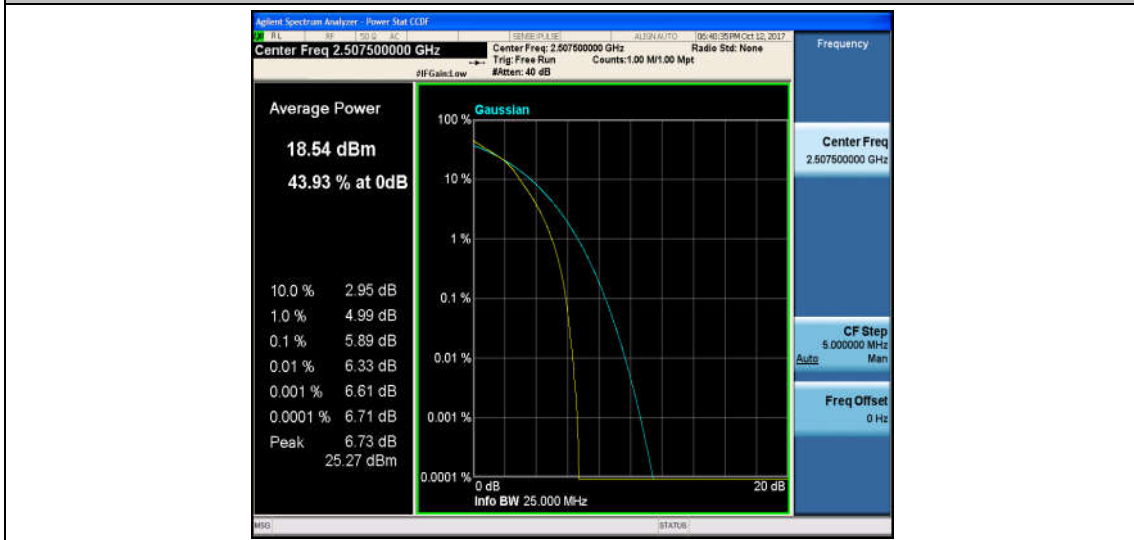 Agilent Spectrum Analyzer - Power Stat CCDF
RL RF 50 Ω AC SENSE:PULSE ALIGN AUTO 06:40:35 PM Oct 12, 2017
Center Freq 2.507500000 GHz
Center Freq: 2.507500000 GHz Radio Std: None
Trig: Free Run Counts:1.00 M/1.00 Mpt
#IFGain:Low #Atten: 40 dB
Frequency
Average Power
18.54 dBm
43.93 % at 0dB
10.0 % 2.95 dB
1.0 % 4.99 dB
0.1 % 5.89 dB
0.01 % 6.33 dB
0.001 % 6.61 dB
0.0001 % 6.71 dB
Peak 6.73 dB
25.27 dBm
Gaussian
100 %
10 %
1 %
0.1 %
0.01 %
0.001 %
0.0001 %
0 dB 20 dB
Info BW 25.000 MHz
Center Freq
2.507500000 GHz
CF Step
5.000000 MHz
Auto Man
Freq Offset
0 Hz
MSG STATUS